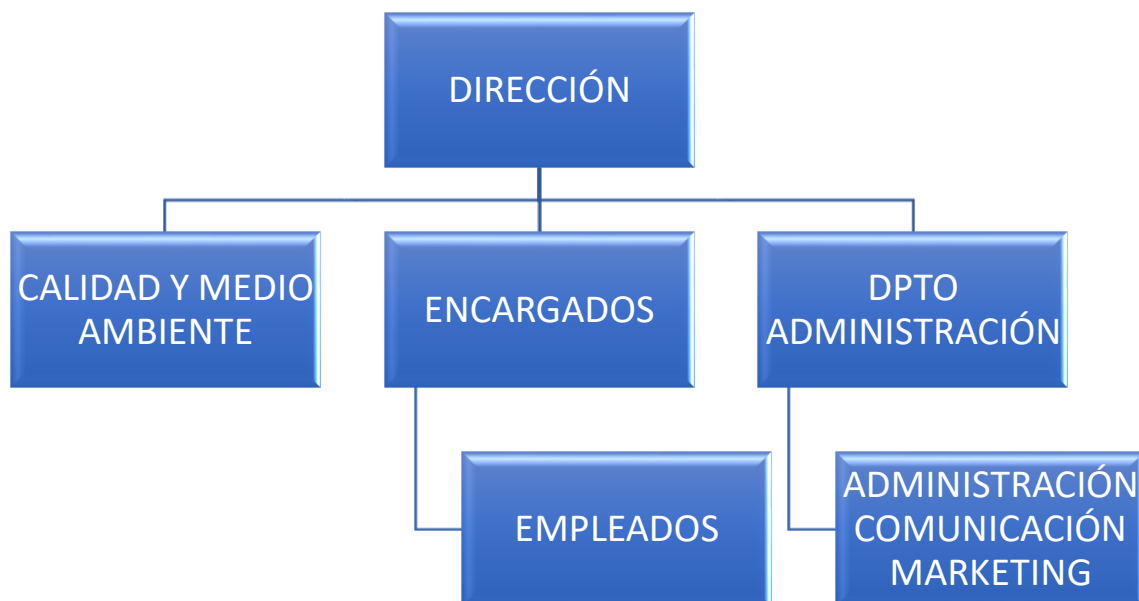 DIRECCIÓN
CALIDAD Y MEDIO
AMBIENTE
ENCARGADOS
DPTO
ADMINISTRACIÓN
EMPLEADOS
ADMINISTRACIÓN
COMUNICACIÓN
MARKETING